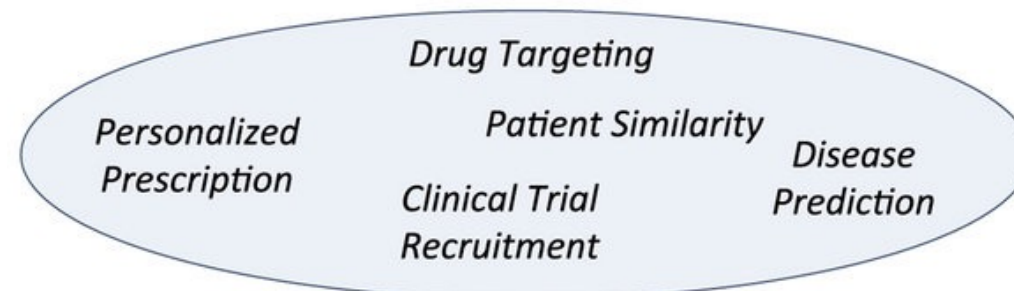 Drug Targeting
Personalized
Prescription
Patient Similarity
Clinical Trial
Recruitment
Disease
Prediction